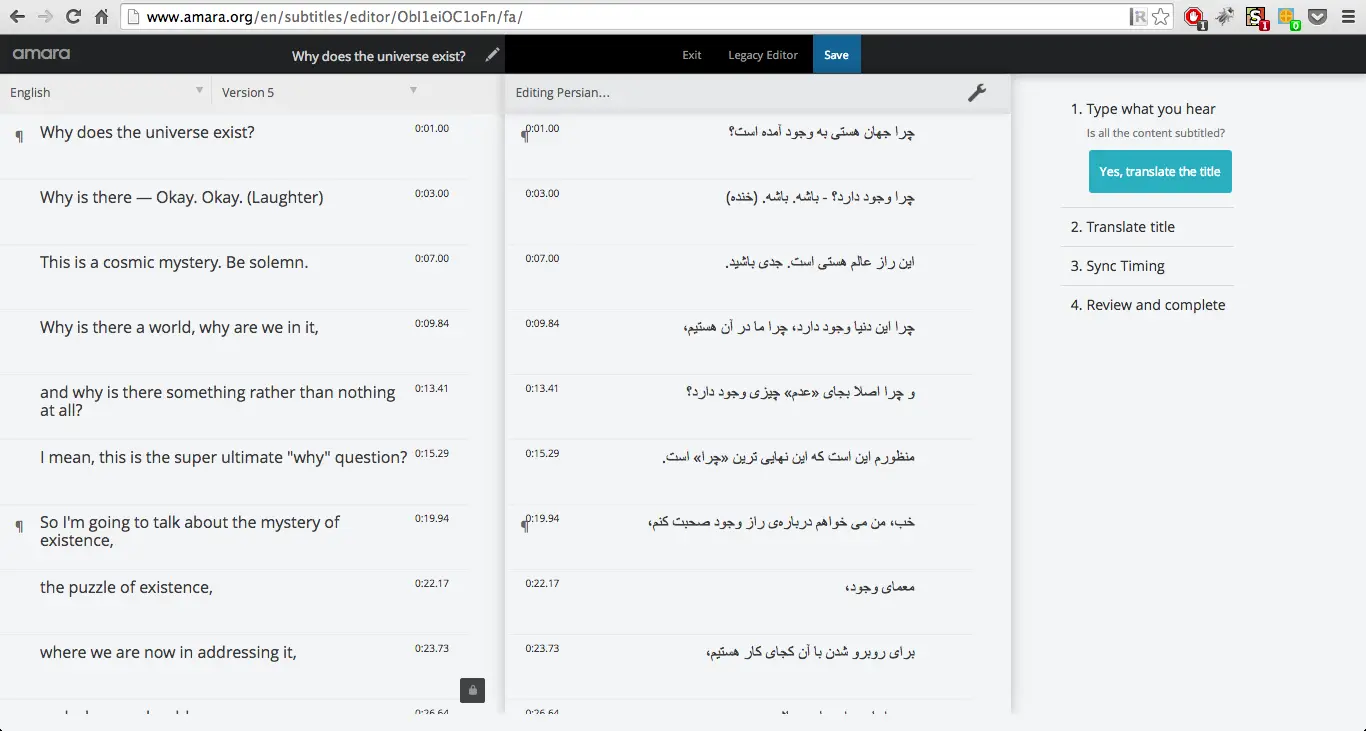 www.amara.org/en/subtitles/editor/ObI1eiOC1oFn/fa/
amara
Why does the universe exist?
Exit
Legacy Editor
Save
English
Version 5
Editing Persian...
¶ Why does the universe exist? 0:01.00
Why is there — Okay. Okay. (Laughter) 0:03.00
This is a cosmic mystery. Be solemn. 0:07.00
Why is there a world, why are we in it, 0:09.84
and why is there something rather than nothing 0:13.41
at all?
I mean, this is the super ultimate "why" question? 0:15.29
¶ So I'm going to talk about the mystery of 0:19.94
existence,
the puzzle of existence, 0:22.17
where we are now in addressing it, 0:23.73
0:26.64
¶ 0:01.00 چرا جهان هستی به وجود آمده است؟
0:03.00 چرا وجود دارد؟ - باشه. باشه. (خنده)
0:07.00 این راز عالم هستی است. جدی باشید.
0:09.84 چرا این دنیا وجود دارد، چرا ما در آن هستیم،
0:13.41 و چرا اصلا بجای «عدم» چیزی وجود دارد؟
0:15.29 منظورم این است که این نهایی ترین «چرا» است.
¶ 0:19.94 خب، من می خواهم درباره‌ی راز وجود صحبت کنم،
0:22.17 معمای وجود،
0:23.73 برای روبرو شدن با آن کجای کار هستیم،
0:26.64
1. Type what you hear
Is all the content subtitled?
Yes, translate the title
2. Translate title
3. Sync Timing
4. Review and complete